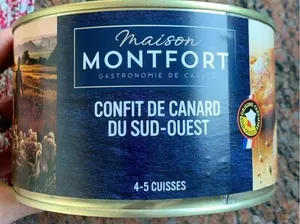 Maison
MONTFORT
GASTRONOMIE DE CANARD
CONFIT DE CANARD
DU SUD-OUEST
4-5 CUISSES